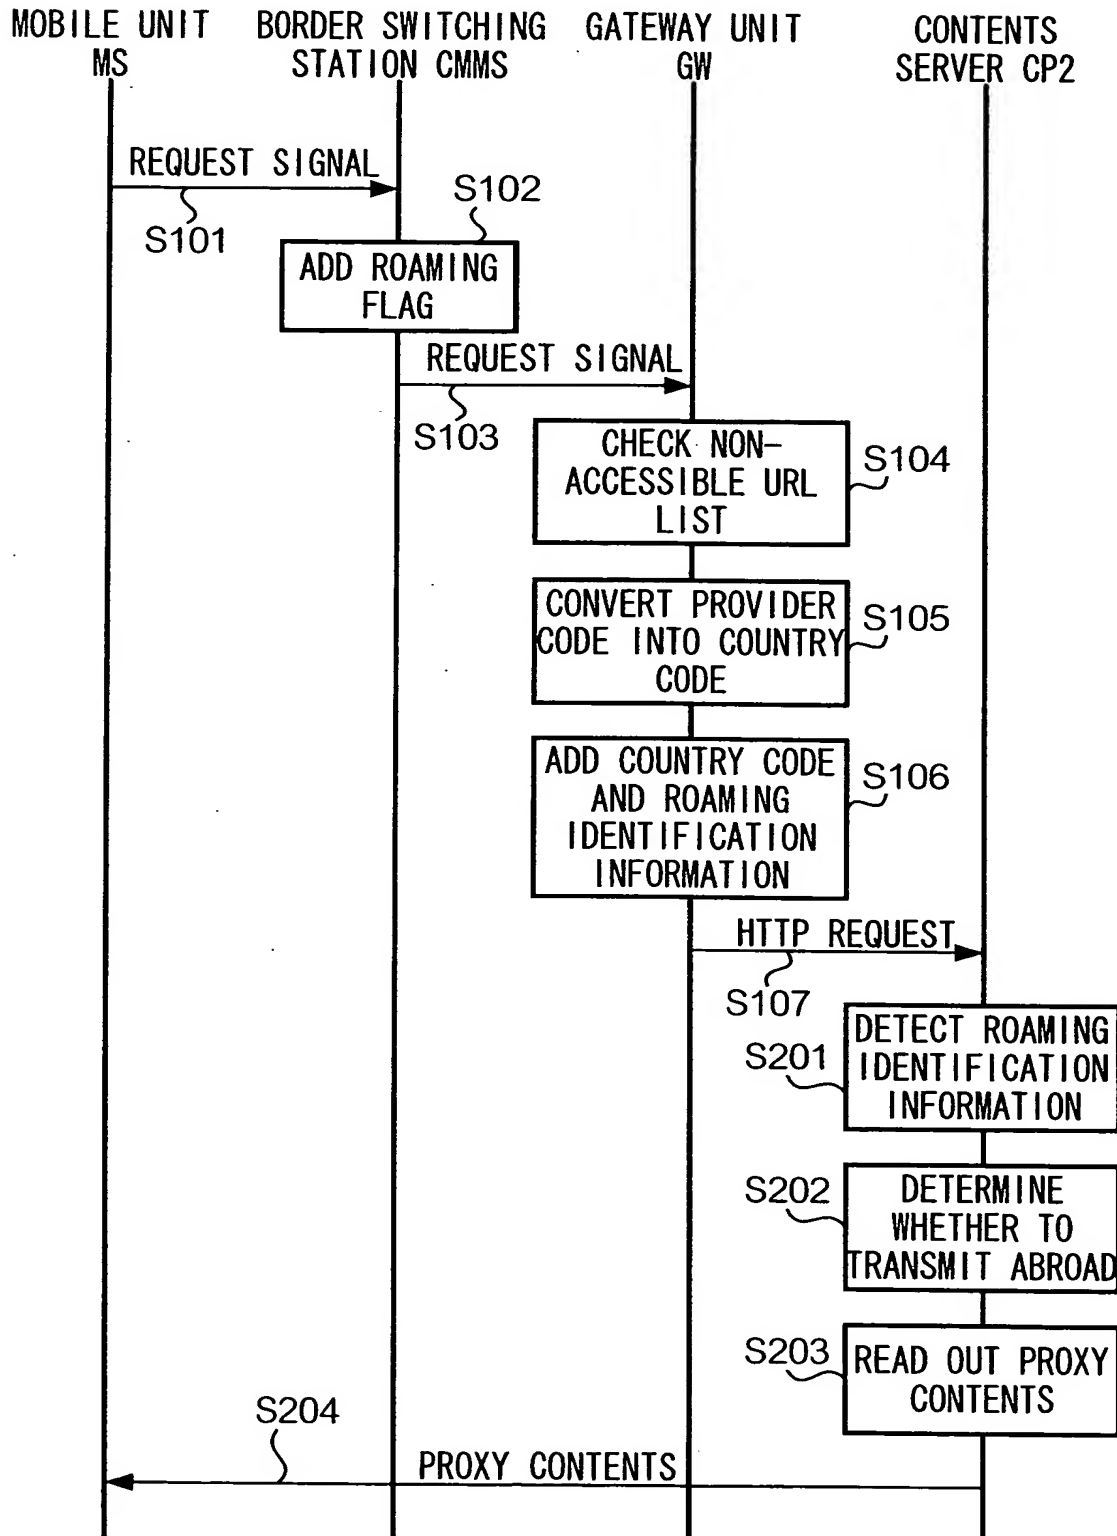 MOBILE UNIT
MS
BORDER SWITCHING
STATION CMMS
GATEWAY UNIT
GW
CONTENTS
SERVER CP2
REQUEST SIGNAL
S101
S102
ADD ROAMING
FLAG
REQUEST SIGNAL
S103
CHECK NON-
ACCESSIBLE URL
LIST
S104
CONVERT PROVIDER
CODE INTO COUNTRY
CODE
S105
ADD COUNTRY CODE
AND ROAMING
IDENTIFICATION
INFORMATION
S106
HTTP REQUEST
S107
DETECT ROAMING
IDENTIFICATION
INFORMATION
S201
S202
DETERMINE
WHETHER TO
TRANSMIT ABROAD
S203
READ OUT PROXY
CONTENTS
S204
PROXY CONTENTS